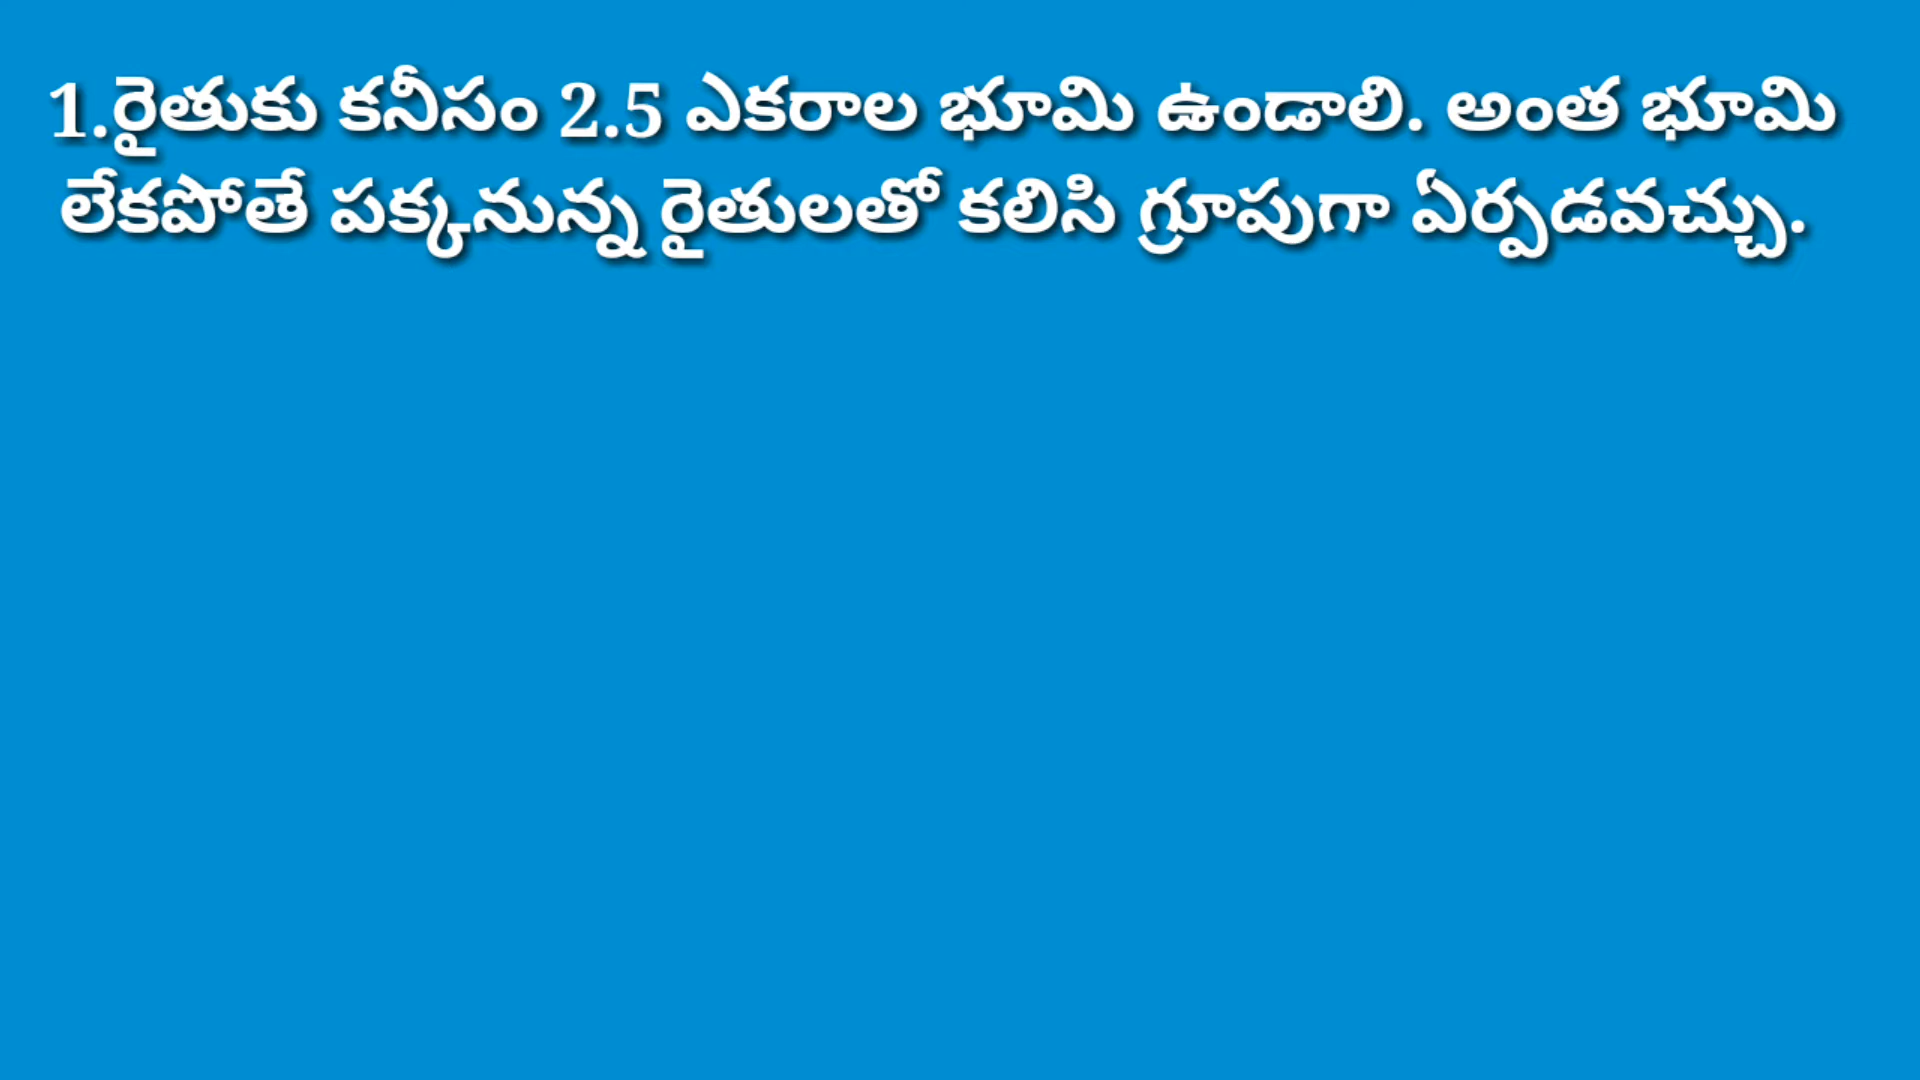 1.రైతుకు కనీసం 2.5 ఎకరాల భూమి ఉండాలి. అంత భూమి
లేకపోతే పక్కనున్న రైతులతో కలిసి గ్రూపుగా ఏర్పడవచ్చు.